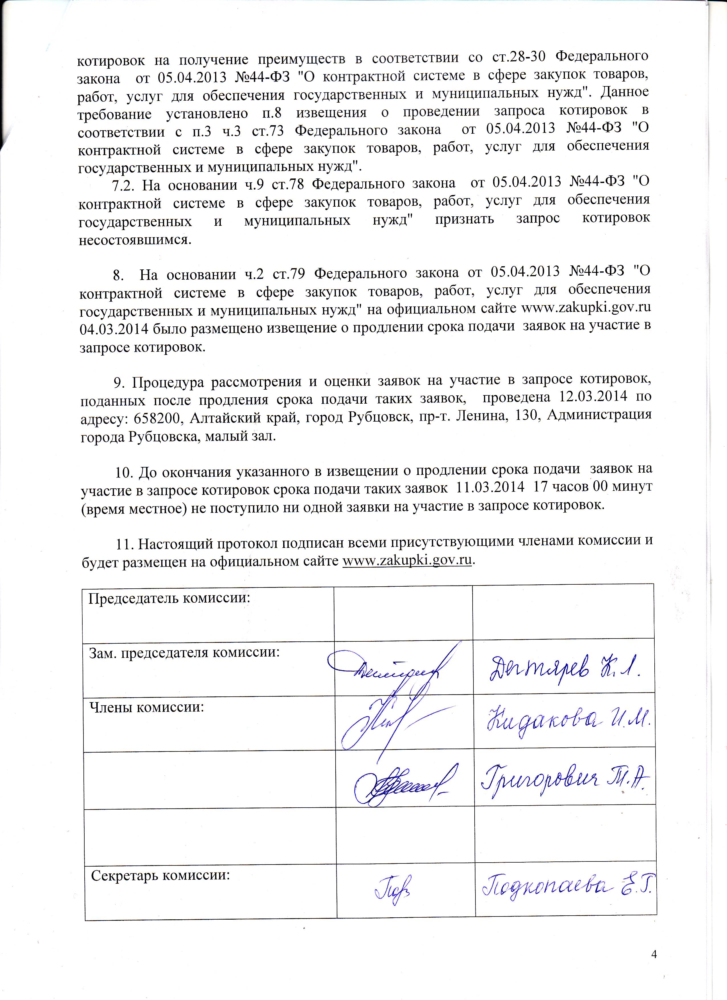 котировок на получение преимуществ в соответствии со ст.28-30 Федерального
закона от 05.04.2013 №44-ФЗ "О контрактной системе в сфере закупок товаров,
работ, услуг для обеспечения государственных и муниципальных нужд". Данное
требование установлено п.8 извещения о проведении запроса котировок в
соответствии с п.3 ч.3 ст.73 Федерального закона от 05.04.2013 №44-ФЗ "О
контрактной системе в сфере закупок товаров, работ, услуг для обеспечения
государственных и муниципальных нужд".
7.2. На основании ч.9 ст.78 Федерального закона от 05.04.2013 №44-ФЗ "О
контрактной системе в сфере закупок товаров, работ, услуг для обеспечения
государственных и муниципальных нужд" признать запрос котировок
несостоявшимся.
8. На основании ч.2 ст.79 Федерального закона от 05.04.2013 №44-ФЗ "О
контрактной системе в сфере закупок товаров, работ, услуг для обеспечения
государственных и муниципальных нужд" на официальном сайте www.zakupki.gov.ru
04.03.2014 было размещено извещение о продлении срока подачи заявок на участие в
запросе котировок.
9. Процедура рассмотрения и оценки заявок на участие в запросе котировок,
поданных после продления срока подачи таких заявок, проведена 12.03.2014 по
адресу: 658200, Алтайский край, город Рубцовск, пр-т. Ленина, 130, Администрация
города Рубцовска, малый зал.
10. До окончания указанного в извещении о продлении срока подачи заявок на
участие в запросе котировок срока подачи таких заявок 11.03.2014 17 часов 00 минут
(время местное) не поступило ни одной заявки на участие в запросе котировок.
11. Настоящий протокол подписан всеми присутствующими членами комиссии и
будет размещен на официальном сайте www.zakupki.gov.ru.
Председатель комиссии:
Зам. председателя комиссии: Дегтярев К.Л.
Члены комиссии: Кидакова И.М.
Григорович Т.А.
Секретарь комиссии: Подкопаева Е.Г.
4